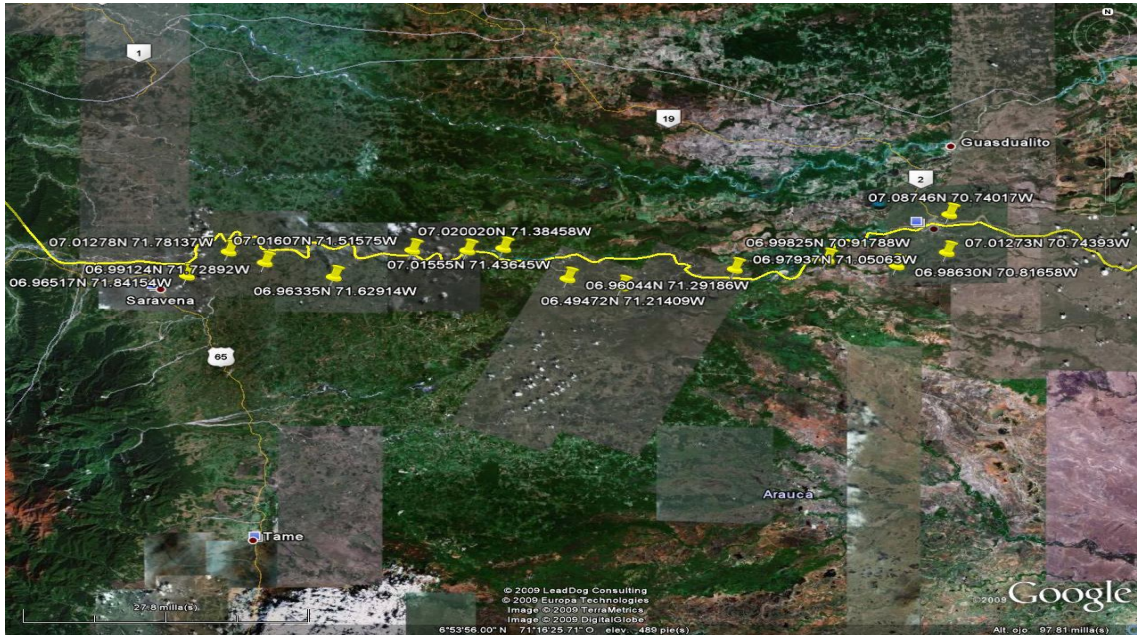 N
1
19
Guasdualito
2
07.08746N 70.74017W
07.020020N 71.38458W
07.01278N 71.78137W
07.01607N 71.51575W
06.99825N 70.91788W
07.01273N 70.74393W
07.01555N 71.43645W
06.97937N 71.05063W
06.99124N 71.72892W
06.98630N 70.81658W
06.96517N 71.84154W
06.96335N 71.62914W
06.96044N 71.29186W
Saravena
06.49472N 71.21409W
65
Arauca
Tame
© 2009 LeadDog Consulting
© 2009 Europa Technologies
Image © 2009 TerraMetrics
Image © 2009 DigitalGlobe
©2009 Google
27.8 milla(s)
6°53'56.00" N 71°16'25.71" O elev. 489 pie(s)
Alt. ojo 97.81 milla(s)